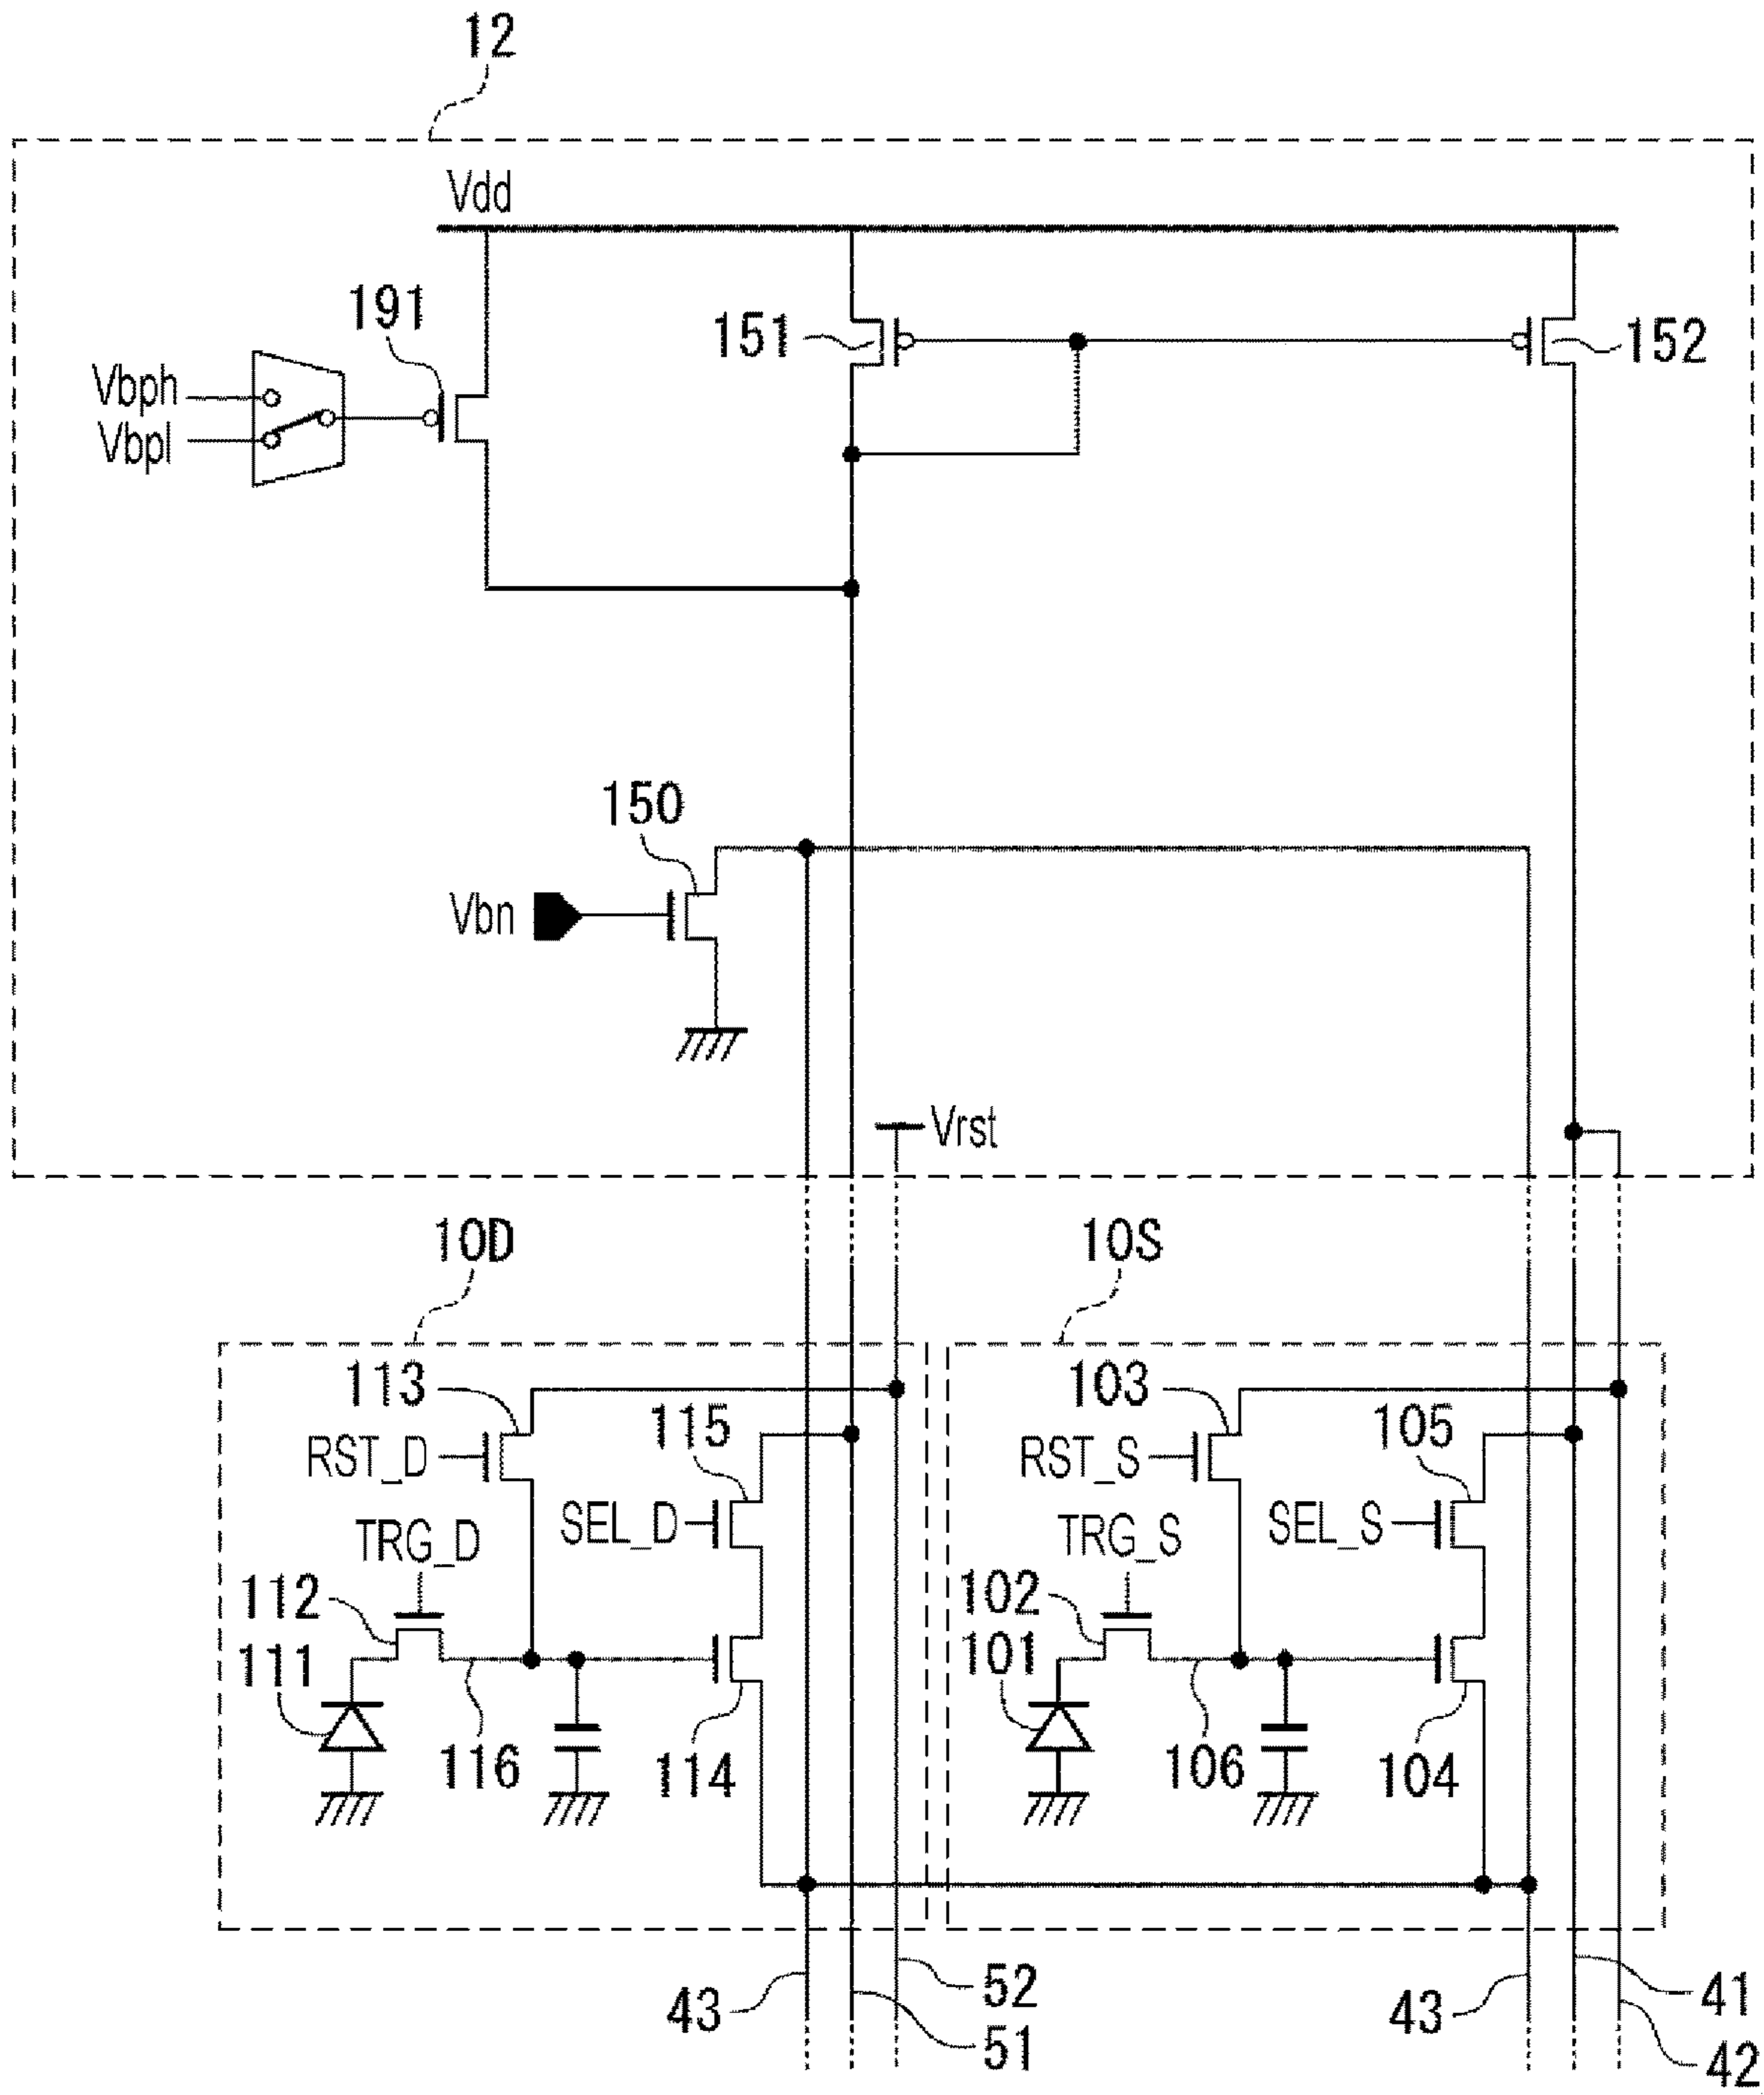 12
Vdd
191
151
152
Vbph
Vbpl
150
Vbn
Vrst
10D
10S
113
115
103
105
RST_D
RST_S
TRG_D
SEL_D
TRG_S
SEL_S
112
111
102
101
116
114
106
104
43
52
51
43
41
42